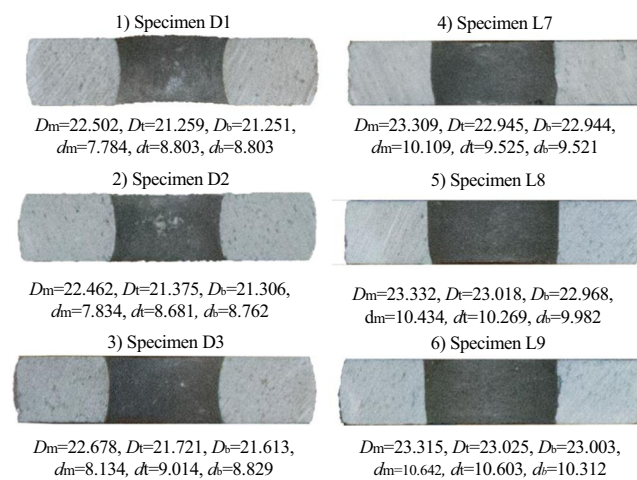 1) Specimen D1
Dm=22.502, Dt=21.259, Db=21.251,
dm=7.784, dt=8.803, db=8.803
2) Specimen D2
Dm=22.462, Dt=21.375, Db=21.306,
dm=7.834, dt=8.681, db=8.762
3) Specimen D3
Dm=22.678, Dt=21.721, Db=21.613,
dm=8.134, dt=9.014, db=8.829
4) Specimen L7
Dm=23.309, Dt=22.945, Db=22.944,
dm=10.109, dt=9.525, db=9.521
5) Specimen L8
Dm=23.332, Dt=23.018, Db=22.968,
dm=10.434, dt=10.269, db=9.982
6) Specimen L9
Dm=23.315, Dt=23.025, Db=23.003,
dm=10.642, dt=10.603, db=10.312